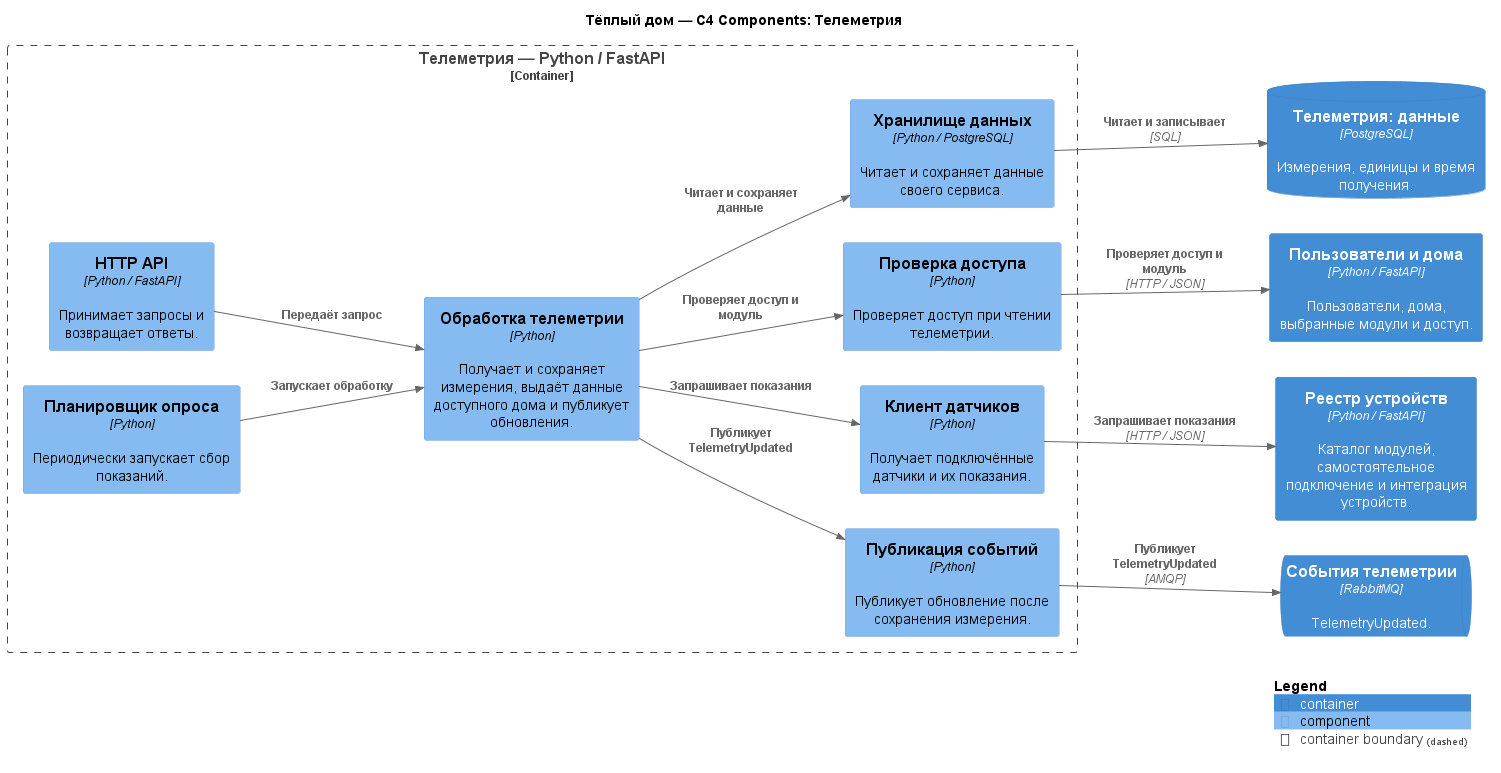 Тёплый дом — C4 Components: Телеметрия
Телеметрия — Python / FastAPI
[Container]
HTTP API
[Python / FastAPI]
Принимает запросы и
возвращает ответы.
Планировщик опроса
[Python]
Периодически запускает сбор
показаний.
Передаёт запрос
Запускает обработку
Обработка телеметрии
[Python]
Получает и сохраняет
измерения, выдаёт данные
доступного дома и публикует
обновления.
Читает и сохраняет
данные
Проверяет доступ и
модуль
Запрашивает показания
Публикует
TelemetryUpdated
Хранилище данных
[Python / PostgreSQL]
Читает и сохраняет данные
своего сервиса.
Проверка доступа
[Python]
Проверяет доступ при чтении
телеметрии.
Клиент датчиков
[Python]
Получает подключённые
датчики и их показания.
Публикация событий
[Python]
Публикует обновление после
сохранения измерения.
Читает и записывает
[SQL]
Проверяет доступ и
модуль
[HTTP / JSON]
Запрашивает показания
[HTTP / JSON]
Публикует
TelemetryUpdated
[AMQP]
Телеметрия: данные
[PostgreSQL]
Измерения, единицы и время
получения.
Пользователи и дома
[Python / FastAPI]
Пользователи, дома,
выбранные модули и доступ.
Реестр устройств
[Python / FastAPI]
Каталог модулей,
самостоятельное
подключение и интеграция
устройств.
События телеметрии
[RabbitMQ]
TelemetryUpdated.
Legend
container
component
container boundary (dashed)